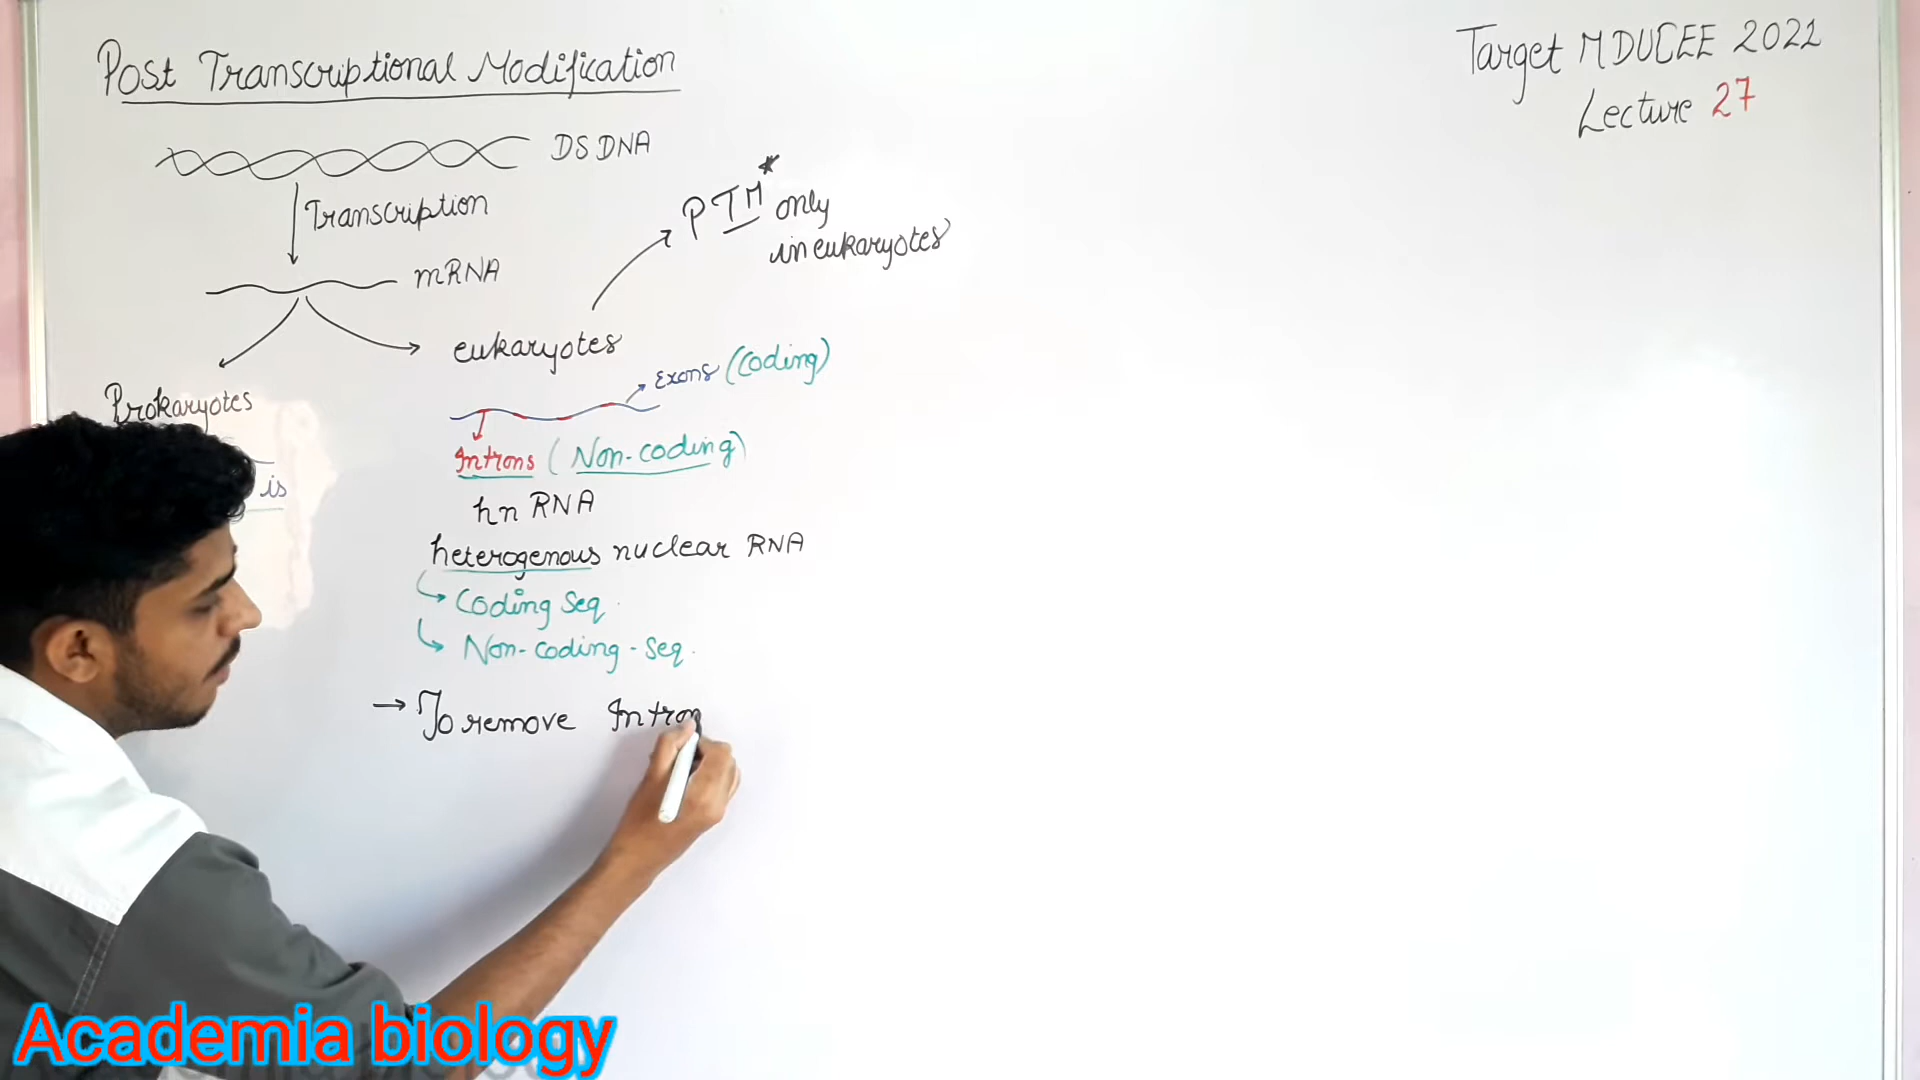 Post Transcriptional Modification
Target MDUCEE 2022
Lecture 27
DS DNA
Transcription
PTM* only
in eukaryotes
mRNA
eukaryotes
Prokaryotes
Exons (Coding)
Introns (Non-coding)
is
hn RNA
heterogenous nuclear RNA
Coding Seq.
Non-coding-seq.
→ To remove Intron
Academia biology